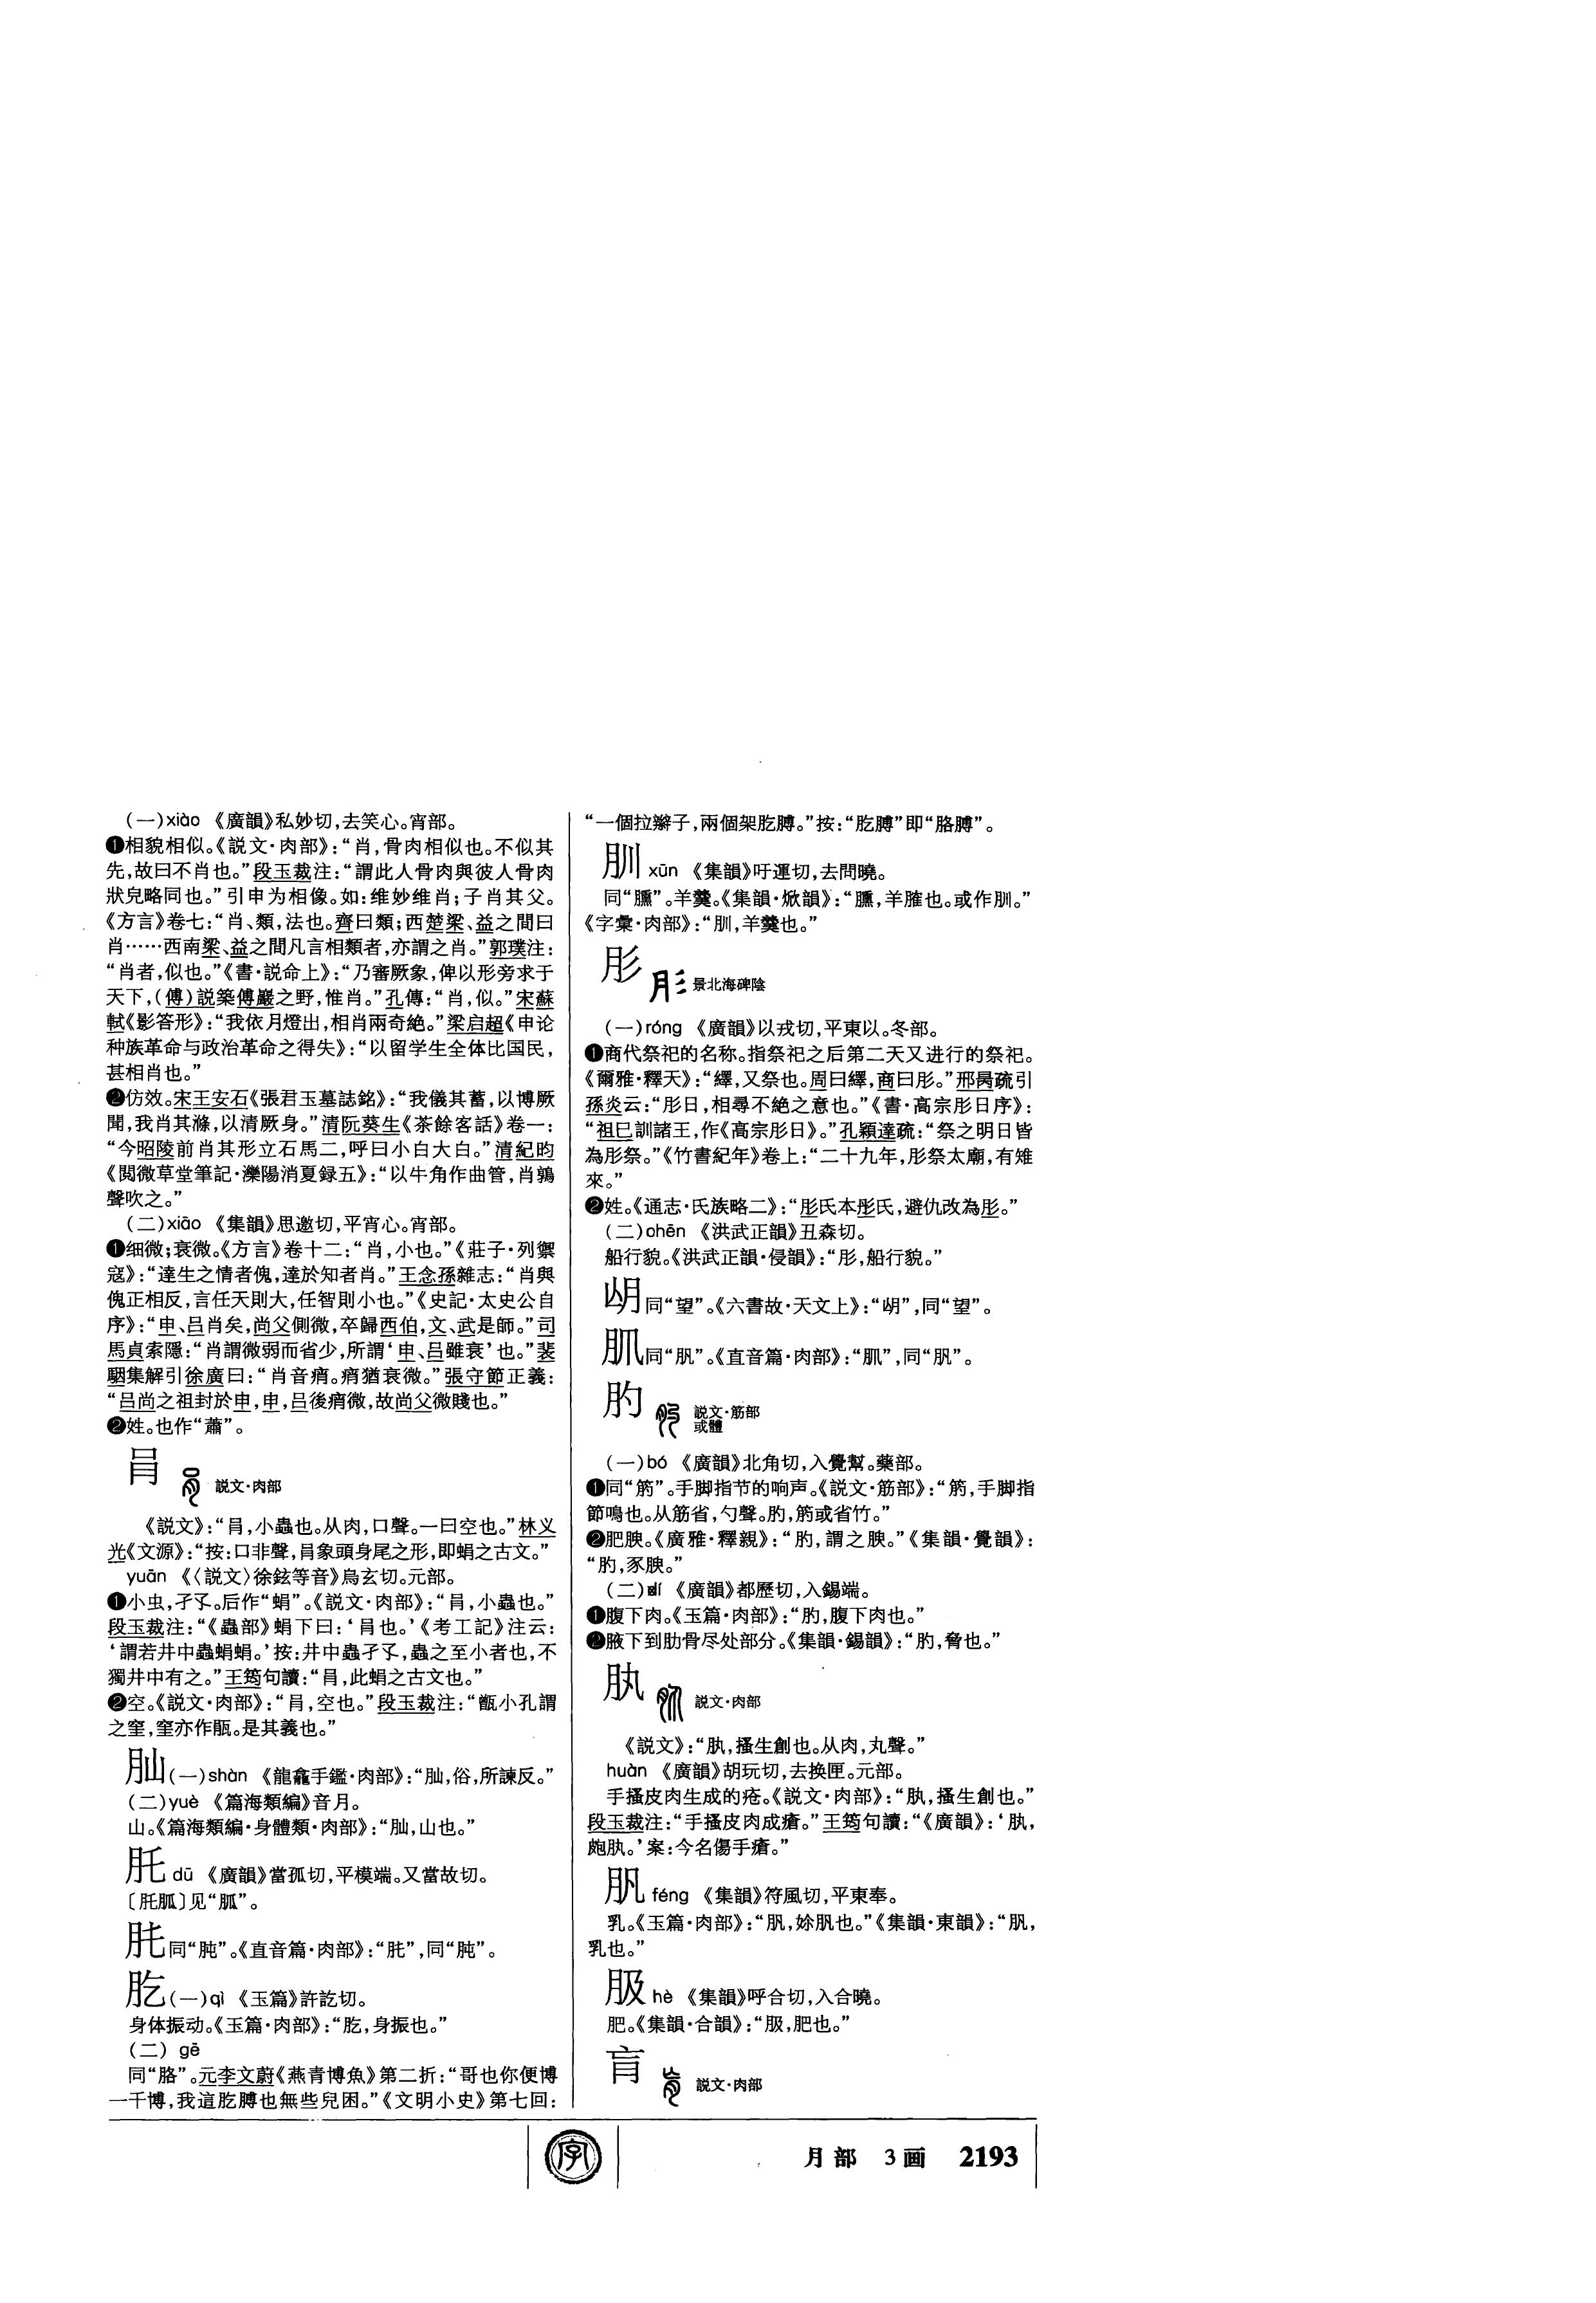 (一)xiào 《廣韻》私妙切,去笑心。宵部。
❶相貌相似。《説文·肉部》:“肖,骨肉相似也。不似其
先,故曰不肖也。”段玉裁注:“謂此人骨肉與彼人骨肉
狀皃略同也。”引申为相像。如:维妙维肖;子肖其父。
《方言》卷七:“肖、類,法也。齊曰類;西楚梁、益之間曰
肖……西南梁、益之間凡言相類者,亦謂之肖。”郭璞注:
“肖者,似也。”《書·説命上》:“乃審厥象,俾以形旁求于
天下,(傅)説築傅巖之野,惟肖。”孔傳:“肖,似。”宋蘇
軾《影答形》:“我依月燈出,相肖兩奇絶。”梁启超《申论
种族革命与政治革命之得失》:“以留学生全体比国民,
甚相肖也。”
❷仿效。宋王安石《張君玉墓誌銘》:“我儀其蓄,以博厥
聞,我肖其滌,以清厥身。”清阮葵生《茶餘客話》卷一:
“今昭陵前肖其形立石馬二,呼曰小白大白。”清紀昀
《閲微草堂筆記·灤陽消夏録五》:“以牛角作曲管,肖鶉
聲吹之。”
(二)xiāo 《集韻》思邀切,平宵心。宵部。
❶细微;衰微。《方言》卷十二:“肖,小也。”《莊子·列禦
寇》:“達生之情者傀,達於知者肖。”王念孫雜志:“肖與
傀正相反,言任天則大,任智則小也。”《史記·太史公自
序》:“申、吕肖矣,尚父側微,卒歸西伯,文、武是師。”司
馬貞索隱:“肖謂微弱而省少,所謂‘申、吕雖衰’也。”裴
駰集解引徐廣曰:“肖音痟。痟猶衰微。”張守節正義:
“吕尚之祖封於申,申,吕後痟微,故尚父微賤也。”
❷姓。也作“蕭”。
肙 説文·肉部
《説文》:“肙,小蟲也。从肉,口聲。一曰空也。”林义
光《文源》:“按:口非聲,肙象頭身尾之形,即蜎之古文。”
yuān 《〈説文〉徐鉉等音》烏玄切。元部。
❶小虫,孑孓。后作“蜎”。《説文·肉部》:“肙,小蟲也。”
段玉裁注:“《蟲部》蜎下曰:‘肙也。’《考工記》注云:
‘謂若井中蟲蜎蜎。’按:井中蟲孑孓,蟲之至小者也,不
獨井中有之。”王筠句讀:“肙,此蜎之古文也。”
❷空。《説文·肉部》:“肙,空也。”段玉裁注:“甑小孔謂
之窐,窐亦作㼠。是其義也。”
䏚(一)shàn 《龍龕手鑑·肉部》:“䏚,俗,所諫反。”
(二)yuè 《篇海類編》音月。
山。《篇海類編·身體類·肉部》:“䏚,山也。”
肚 dū 《廣韻》當孤切,平模端。又當故切。
〔胍〕见“胍”。
同“肫”。《直音篇·肉部》:“”,同“肫”。
肐(一)qì 《玉篇》許訖切。
身体振动。《玉篇·肉部》:“肐,身振也。”
(二) gē
同“胳”。元李文蔚《燕青博魚》第二折:“哥也你便博
一千博,我這肐膊也無些兒困。”《文明小史》第七回:
“一個拉辮子,兩個架肐膊。”按:“肐膊”即“胳膊”。
䏔 xūn 《集韻》吁運切,去問曉。
同“臐”。羊羹。《集韻·焮韻》:“臐,羊臛也。或作䏔。”
《字彙·肉部》:“䏔,羊羹也。”
肜 景北海碑陰
(一)róng 《廣韻》以戎切,平東以。冬部。
❶商代祭祀的名称。指祭祀之后第二天又进行的祭祀。
《爾雅·釋天》:“繹,又祭也。周曰繹,商曰肜。”邢昺疏引
孫炎云:“肜日,相尋不絶之意也。”《書·高宗肜日序》:
“祖巳訓諸王,作《高宗肜日》。”孔穎達疏:“祭之明日皆
為肜祭。”《竹書紀年》卷上:“二十九年,肜祭太廟,有雉
來。”
❷姓。《通志·氏族略二》:“肜氏本彤氏,避仇改為肜。”
(二)chēn 《洪武正韻》丑森切。
船行貌。《洪武正韻·侵韻》:“肜,船行貌。”
同“望”。《六書故·天文上》:“”,同“望”。
同“䏎”。《直音篇·肉部》:“”,同“䏎”。
肑 説文·筋部
或體
(一)bó 《廣韻》北角切,入覺幫。藥部。
❶同“筋”。手脚指节的响声。《説文·筋部》:“,手脚指
節鳴也。从筋省,勺聲。肑,或省竹。”
❷肥腴。《廣雅·釋親》:“肑,謂之腴。”《集韻·覺韻》:
“肑,豕腴。”
(二)dí 《廣韻》都歷切,入錫端。
❶腹下肉。《玉篇·肉部》:“肑,腹下肉也。”
❷腋下到肋骨尽处部分。《集韻·錫韻》:“肑,脅也。”
肒 説文·肉部
《説文》:“肒,搔生創也。从肉,丸聲。”
huàn 《廣韻》胡玩切,去换匣。元部。
手搔皮肉生成的疮。《説文·肉部》:“肒,搔生創也。”
段玉裁注:“手搔皮肉成瘡。”王筠句讀:“《廣韻》:‘肒,
皰肒。’案:今名傷手瘡。”
䏎 féng 《集韻》符風切,平東奉。
乳。《玉篇·肉部》:“䏎,妳䏎也。”《集韻·東韻》:“䏎,
乳也。”
hè 《集韻》呼合切,入合曉。
肥。《集韻·合韻》:“,肥也。”
肓 説文·肉部
字
月部 3画 2193